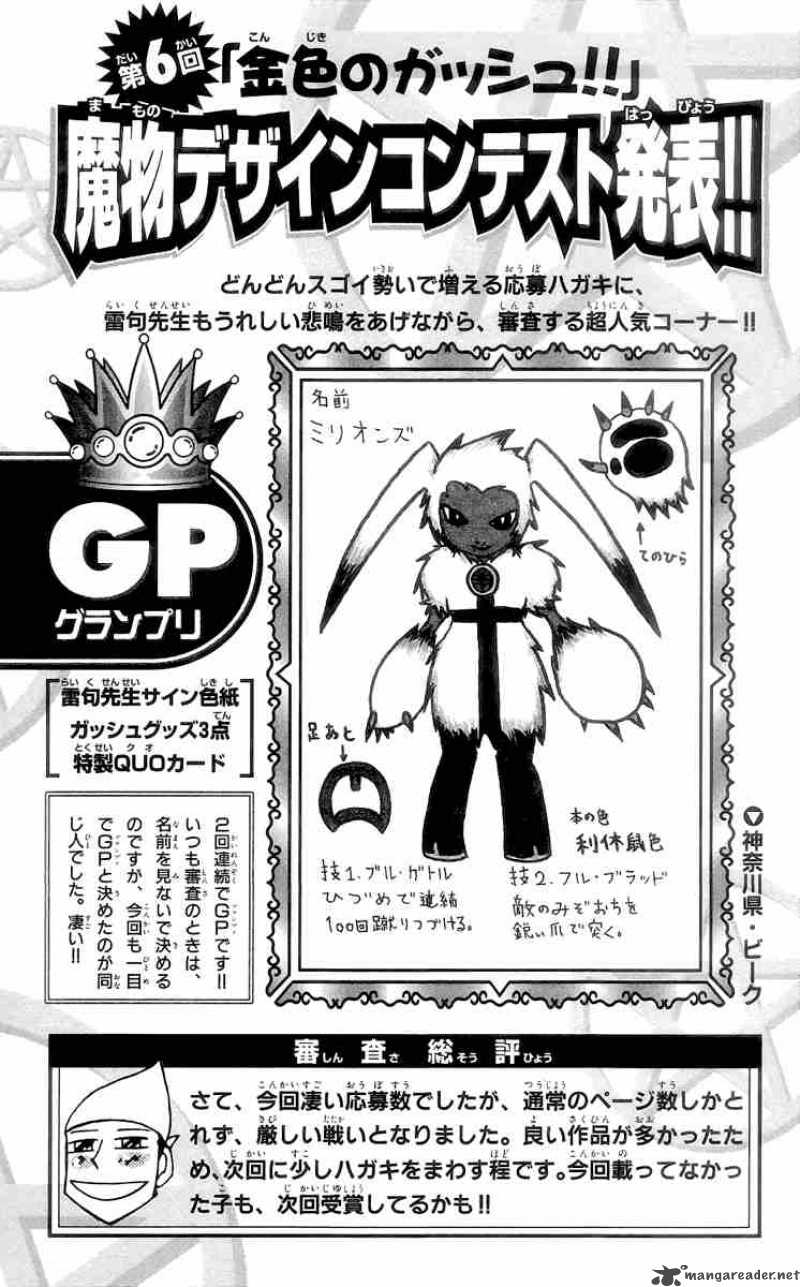 第6回
「金色のガッシュ!!」
魔物デザインコンテスト発表!!
どんどんスゴイ勢いで増える応募ハガキに、
雷句先生もうれしい悲鳴をあげながら、審査する超人気コーナー!!
GP
グランプリ
雷句先生サイン色紙
ガッシュグッズ3点
特製QUOカード
名前
ミリオンズ
てのひら
足あと
本の色
利休鼠色
技1.ブル・ゲトル
ひづめで連続
100回蹴りつづける。
技2.フル・ブラッド
敵のみぞおちを
鋭い爪で突く。
▽神奈川県・ビーク
2回連続でGPです!!
いつも審査のときは、
名前を見ないで決める
のですが、今回も一目
でGPと決めたのが同
じ人でした。凄い!!
審査総評
さて、今回凄い応募数でしたが、通常のページ数しかと
れず、厳しい戦いとなりました。良い作品が多かったた
め、次回に少しハガキをまわす程です。今回載ってなかっ
た子も、次回受賞してるかも!!
mangareader.net